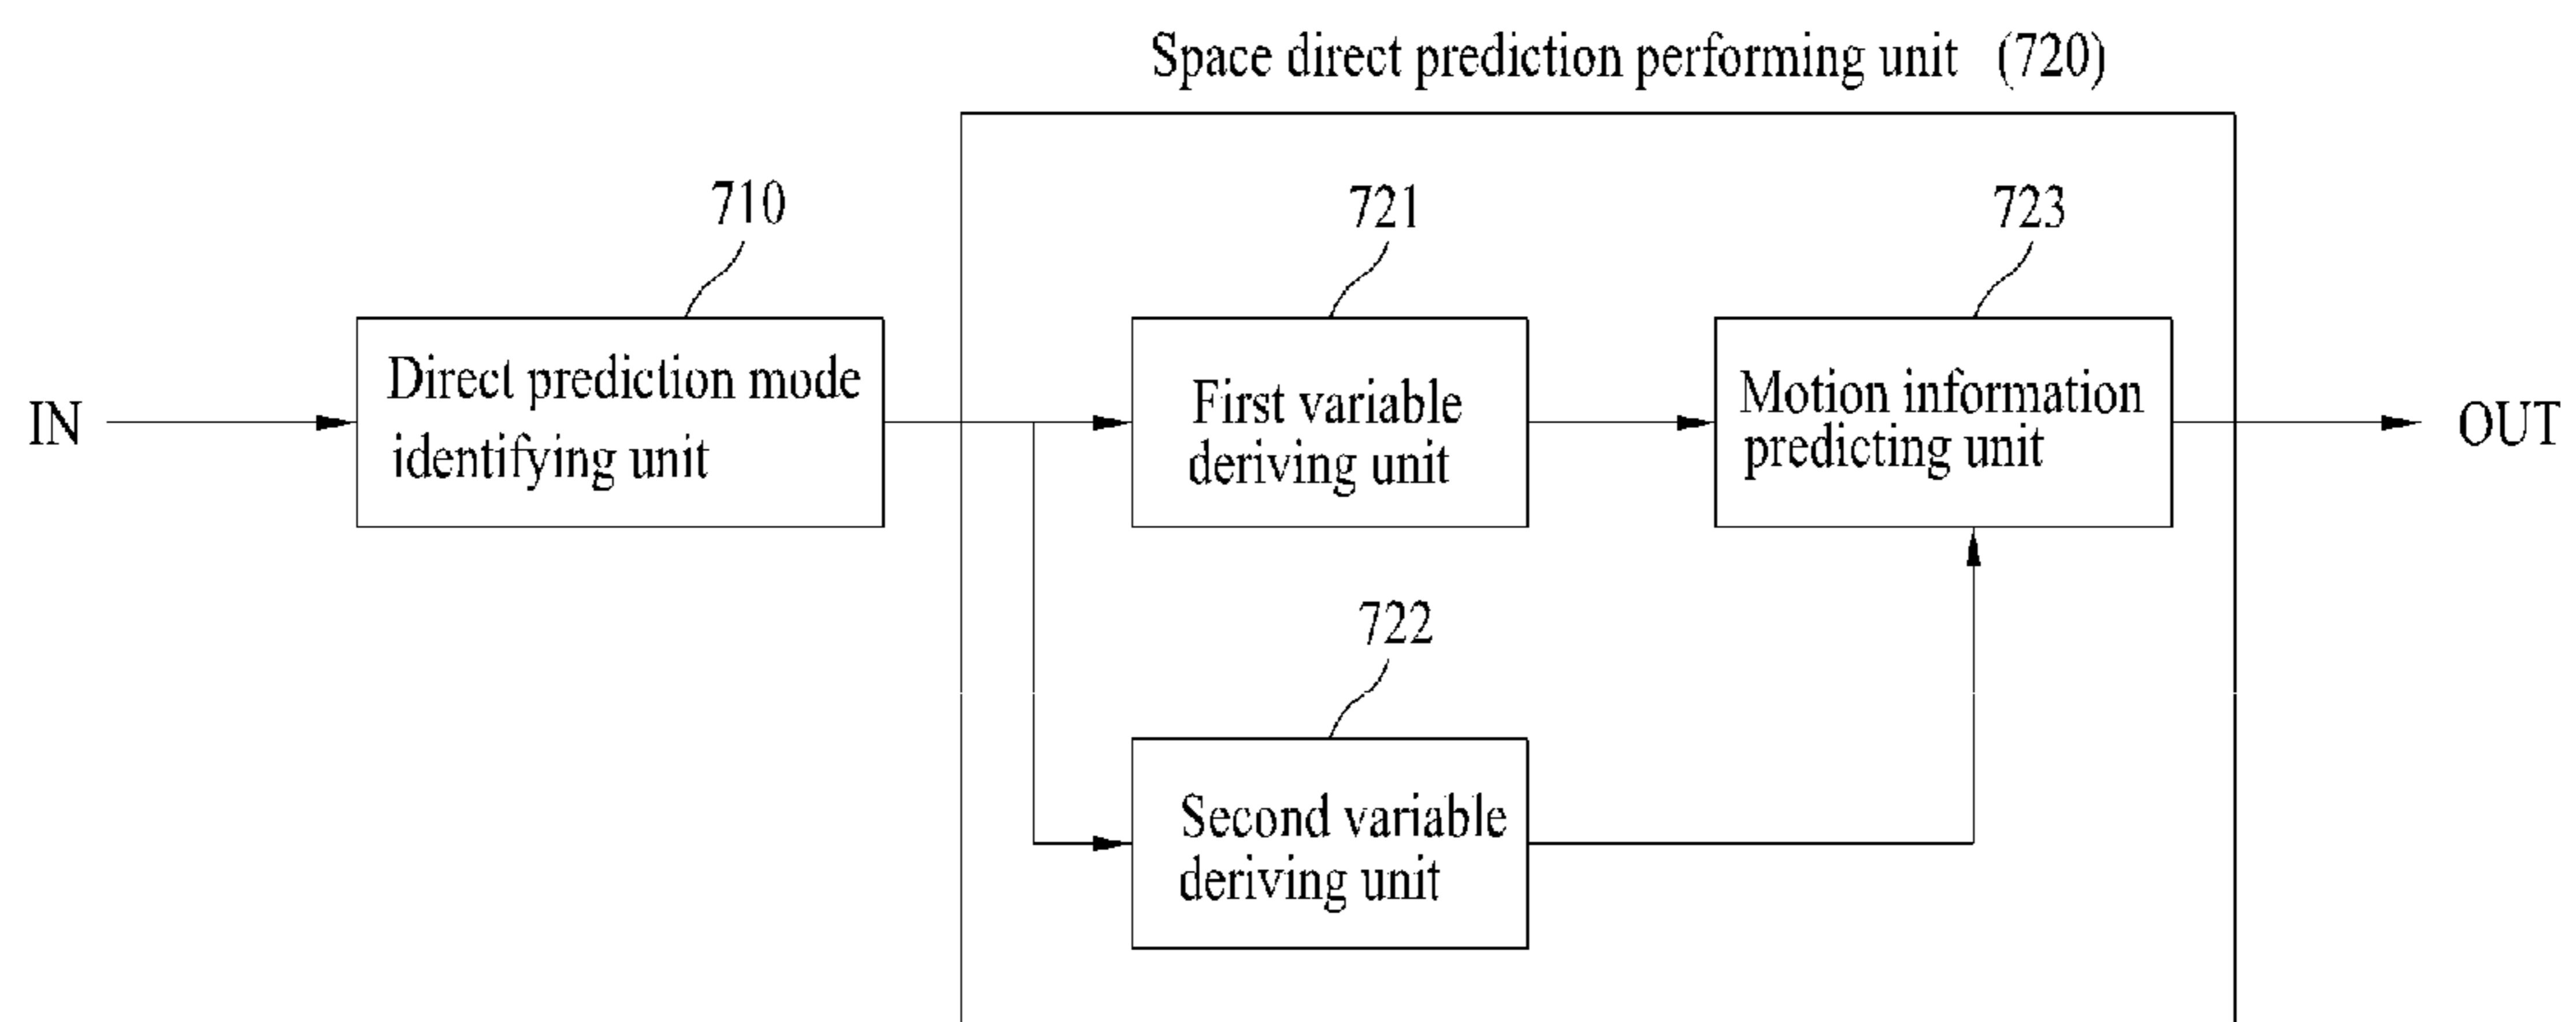 Space direct prediction performing unit (720)
710
721
723
IN
Direct prediction mode
identifying unit
First variable
deriving unit
Motion information
predicting unit
OUT
722
Second variable
deriving unit